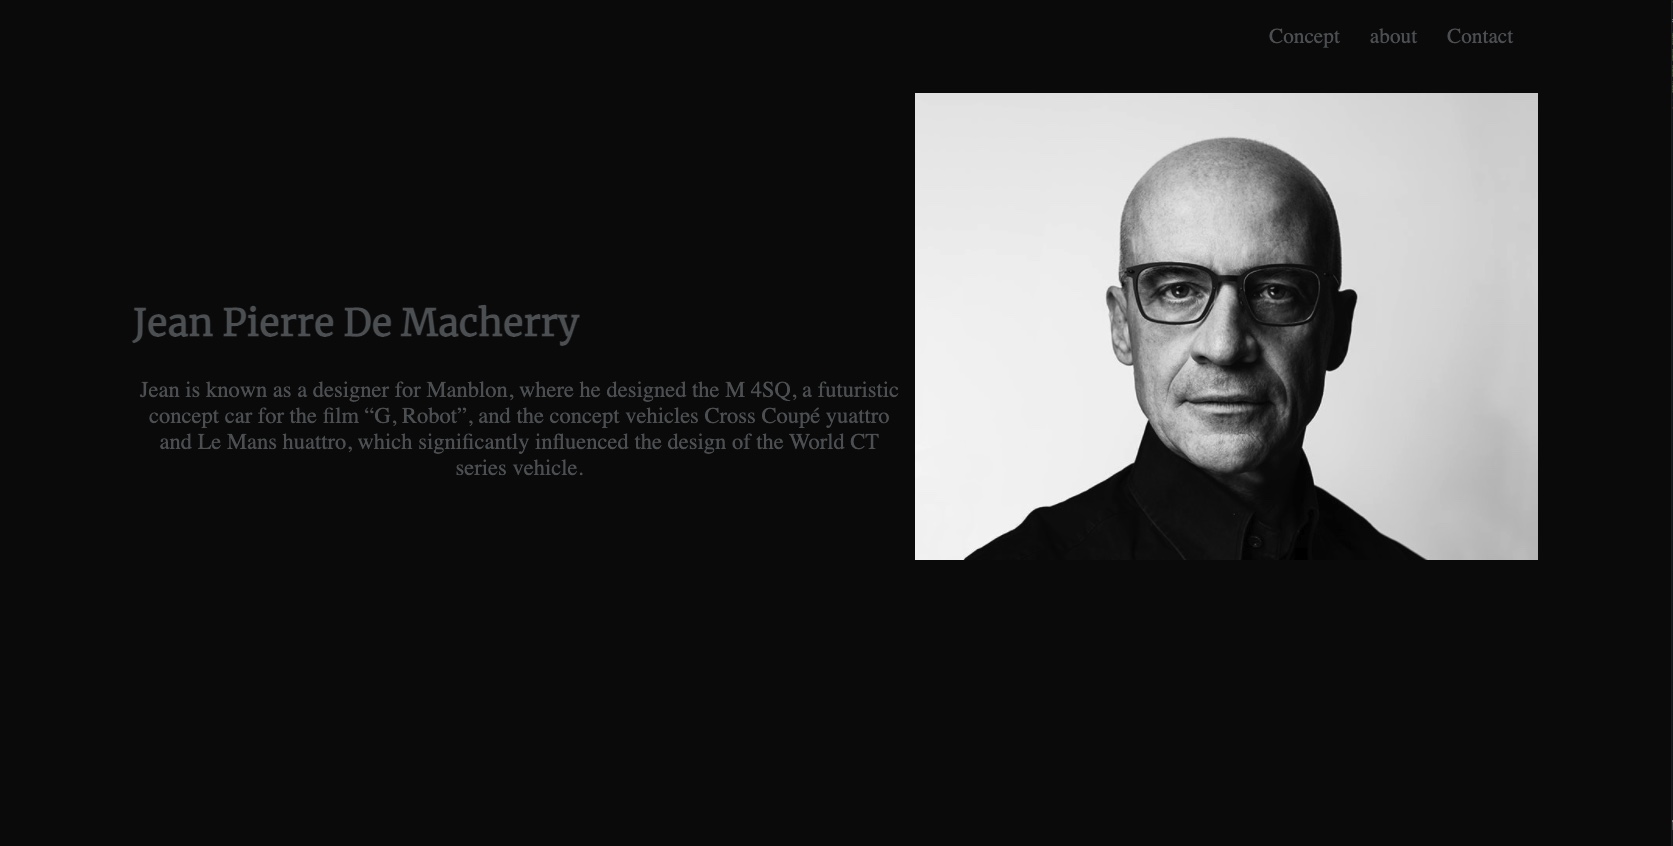 Concept about Contact
Jean Pierre De Macherry
Jean is known as a designer for Manblon, where he designed the M 4SQ, a futuristic
concept car for the film “G, Robot”, and the concept vehicles Cross Coupé yuattro
and Le Mans huattro, which significantly influenced the design of the World CT
series vehicle.